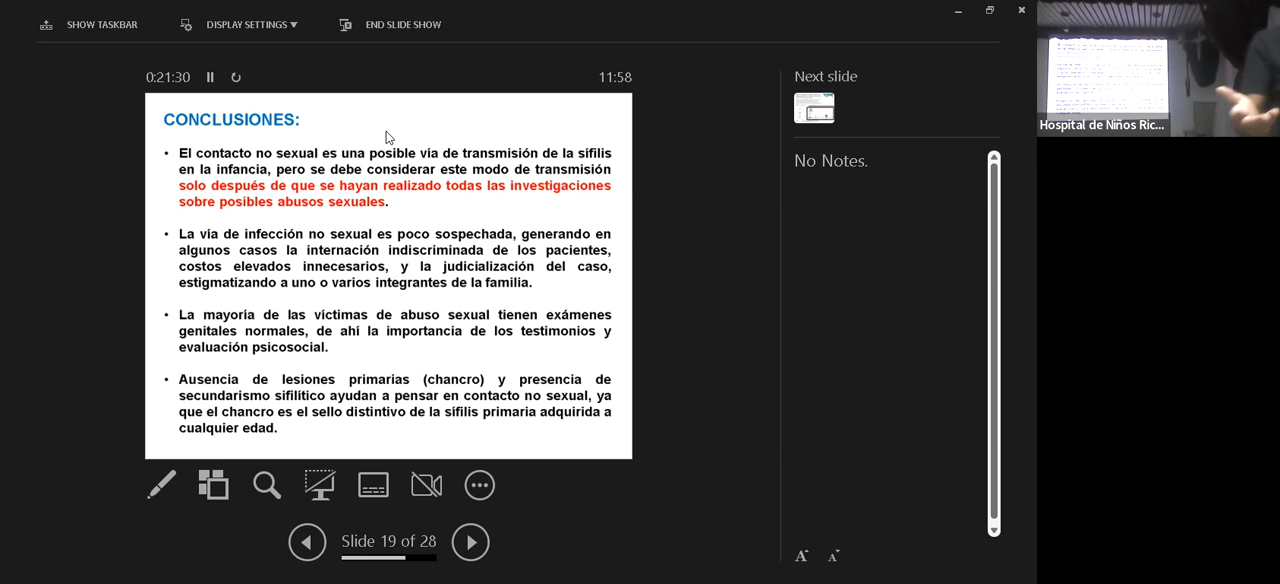 SHOW TASKBAR
DISPLAY SETTINGS ▼
END SLIDE SHOW
0:21:30
11:58
CONCLUSIONES:
• El contacto no sexual es una posible vía de transmisión de la sífilis
en la infancia, pero se debe considerar este modo de transmisión
solo después de que se hayan realizado todas las investigaciones
sobre posibles abusos sexuales.
• La vía de infección no sexual es poco sospechada, generando en
algunos casos la internación indiscriminada de los pacientes,
costos elevados innecesarios, y la judicialización del caso,
estigmatizando a uno o varios integrantes de la familia.
• La mayoría de las víctimas de abuso sexual tienen exámenes
genitales normales, de ahí la importancia de los testimonios y
evaluación psicosocial.
• Ausencia de lesiones primarias (chancro) y presencia de
secundarismo sifilítico ayudan a pensar en contacto no sexual, ya
que el chancro es el sello distintivo de la sífilis primaria adquirida a
cualquier edad.
Slide 19 of 28
Next slide
No Notes.
A A
Hospital de Niños Ric...